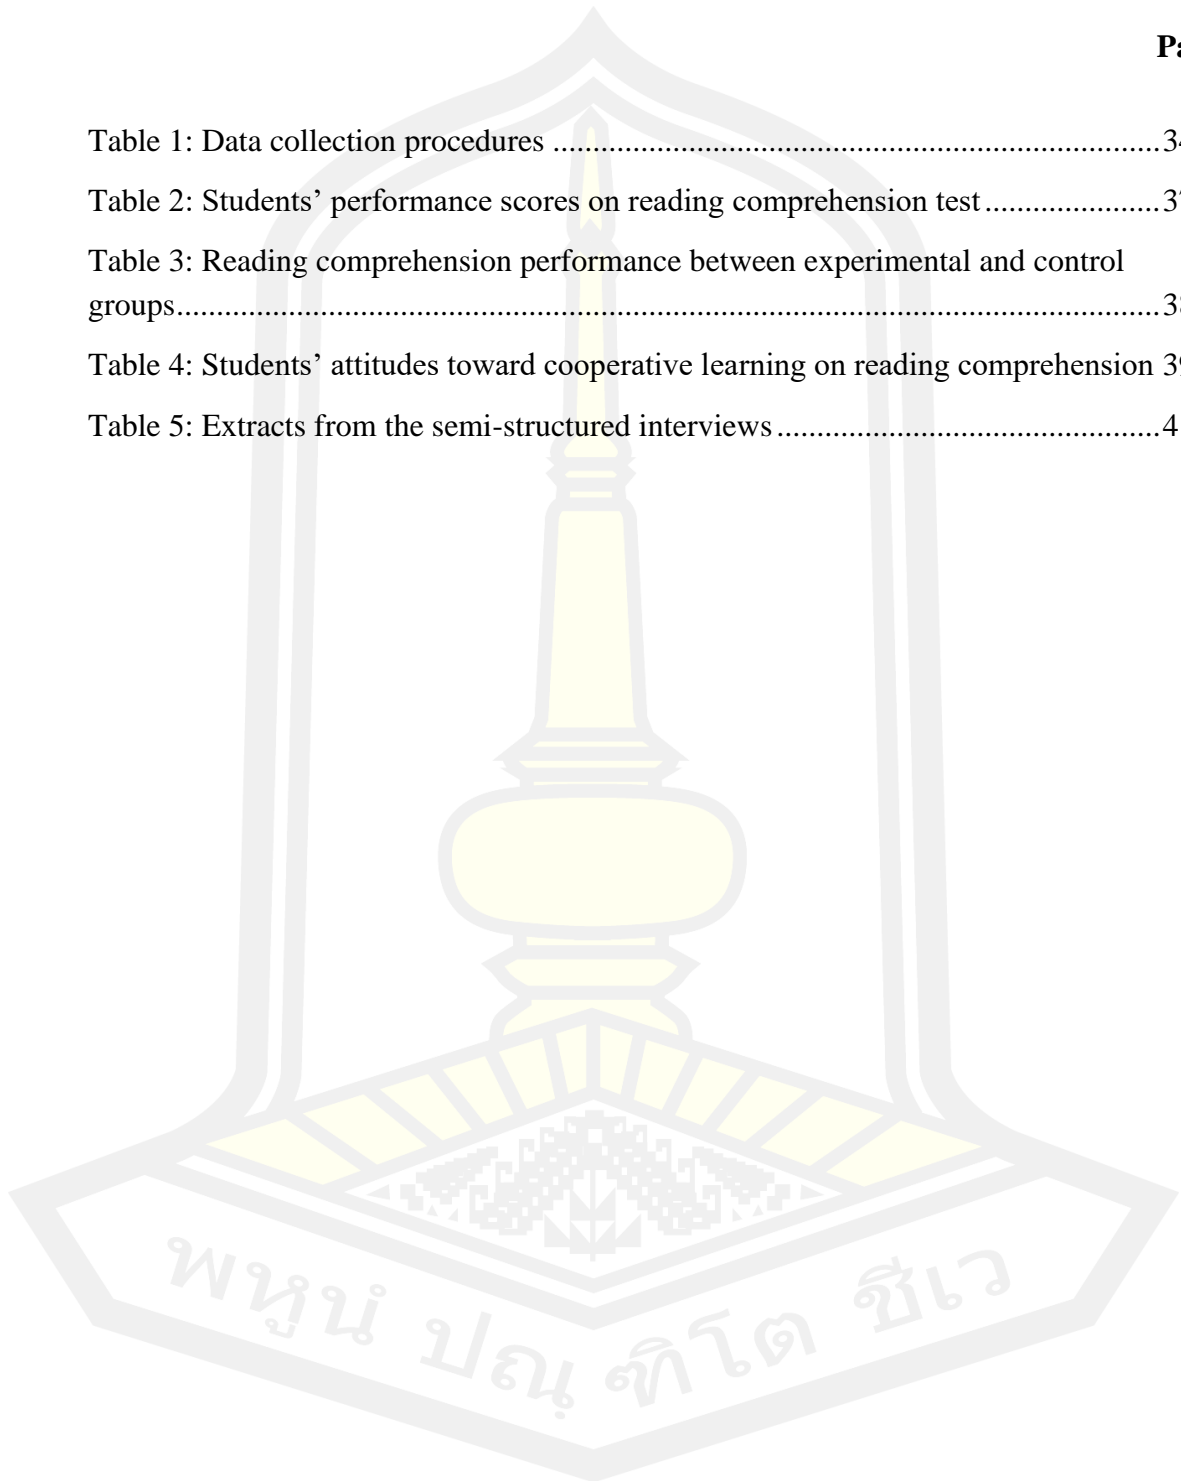 Pa
Table 1: Data collection procedures ............................................................................34
Table 2: Students’ performance scores on reading comprehension test ......................37
Table 3: Reading comprehension performance between experimental and control
groups...........................................................................................................................38
Table 4: Students’ attitudes toward cooperative learning on reading comprehension 39
Table 5: Extracts from the semi-structured interviews ................................................4
พหูนํ ปณฺ ฑิโต ชีเว